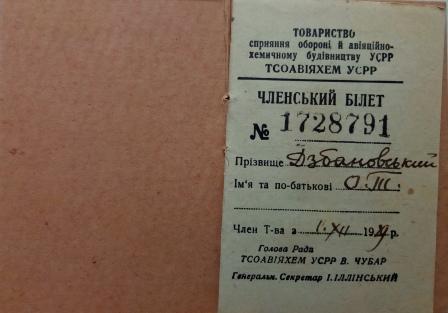 ТОВАРИСТВО
сприяння обороні й авіяційно-
хемичному будівництву УСРР
ТСОАВІЯХЕМ УСРР
ЧЛЕНСЬКИЙ БІЛЕТ
№ 1728791
Прізвище Дзбановський
Ім'я та по-батькові О.Т.
Член Т-ва з 1.XII 1929 р.
Голова Ради
ТСОАВІЯХЕМ УСРР В. ЧУБАР
Генеральн. Секретар І. ІЛЛІНСЬКИЙ